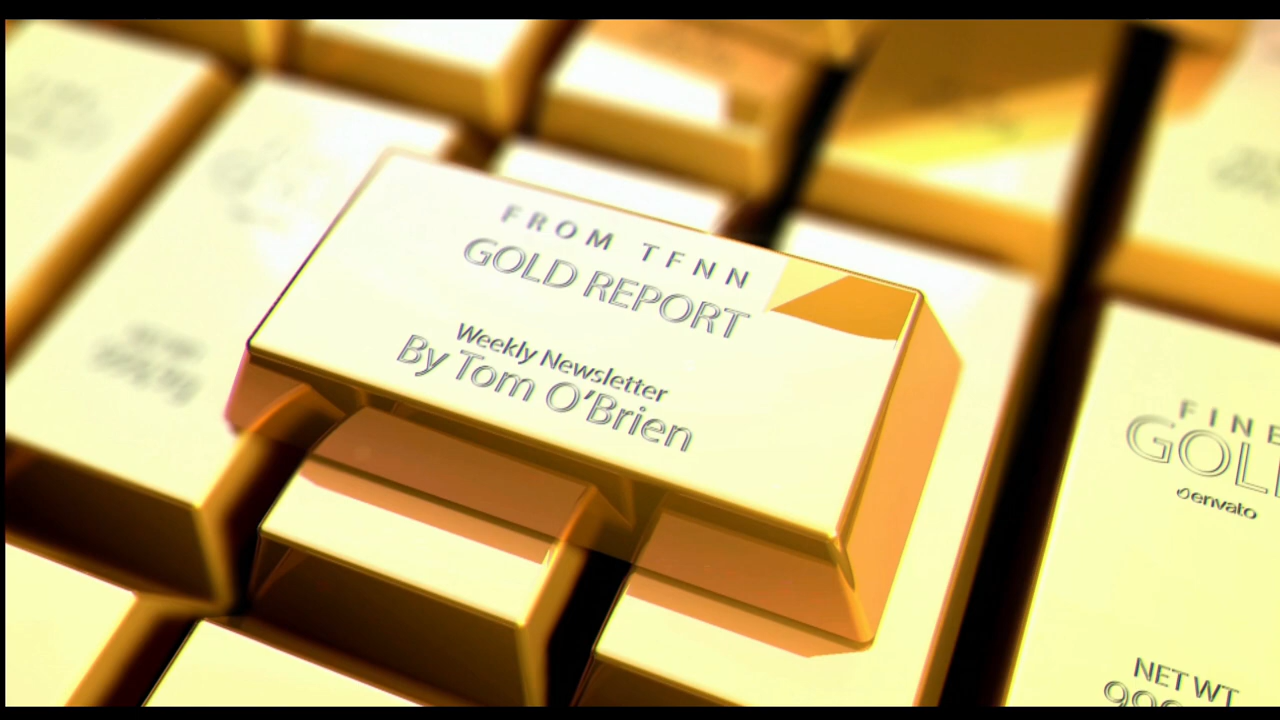 FROM TFNN
GOLD REPORT
Weekly Newsletter
By Tom O'Brien
FINE
GOL
envato
NET WT